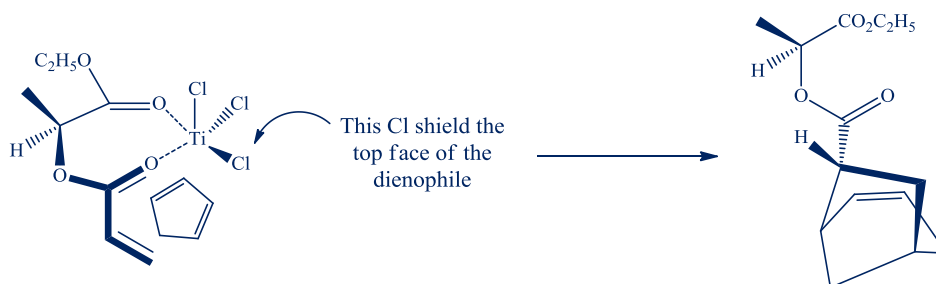 C2H5O
O
Cl
Cl
Ti
Cl
H
O
O
This Cl shield the
top face of the
dienophile
CO2C2H5
H
O
O
H